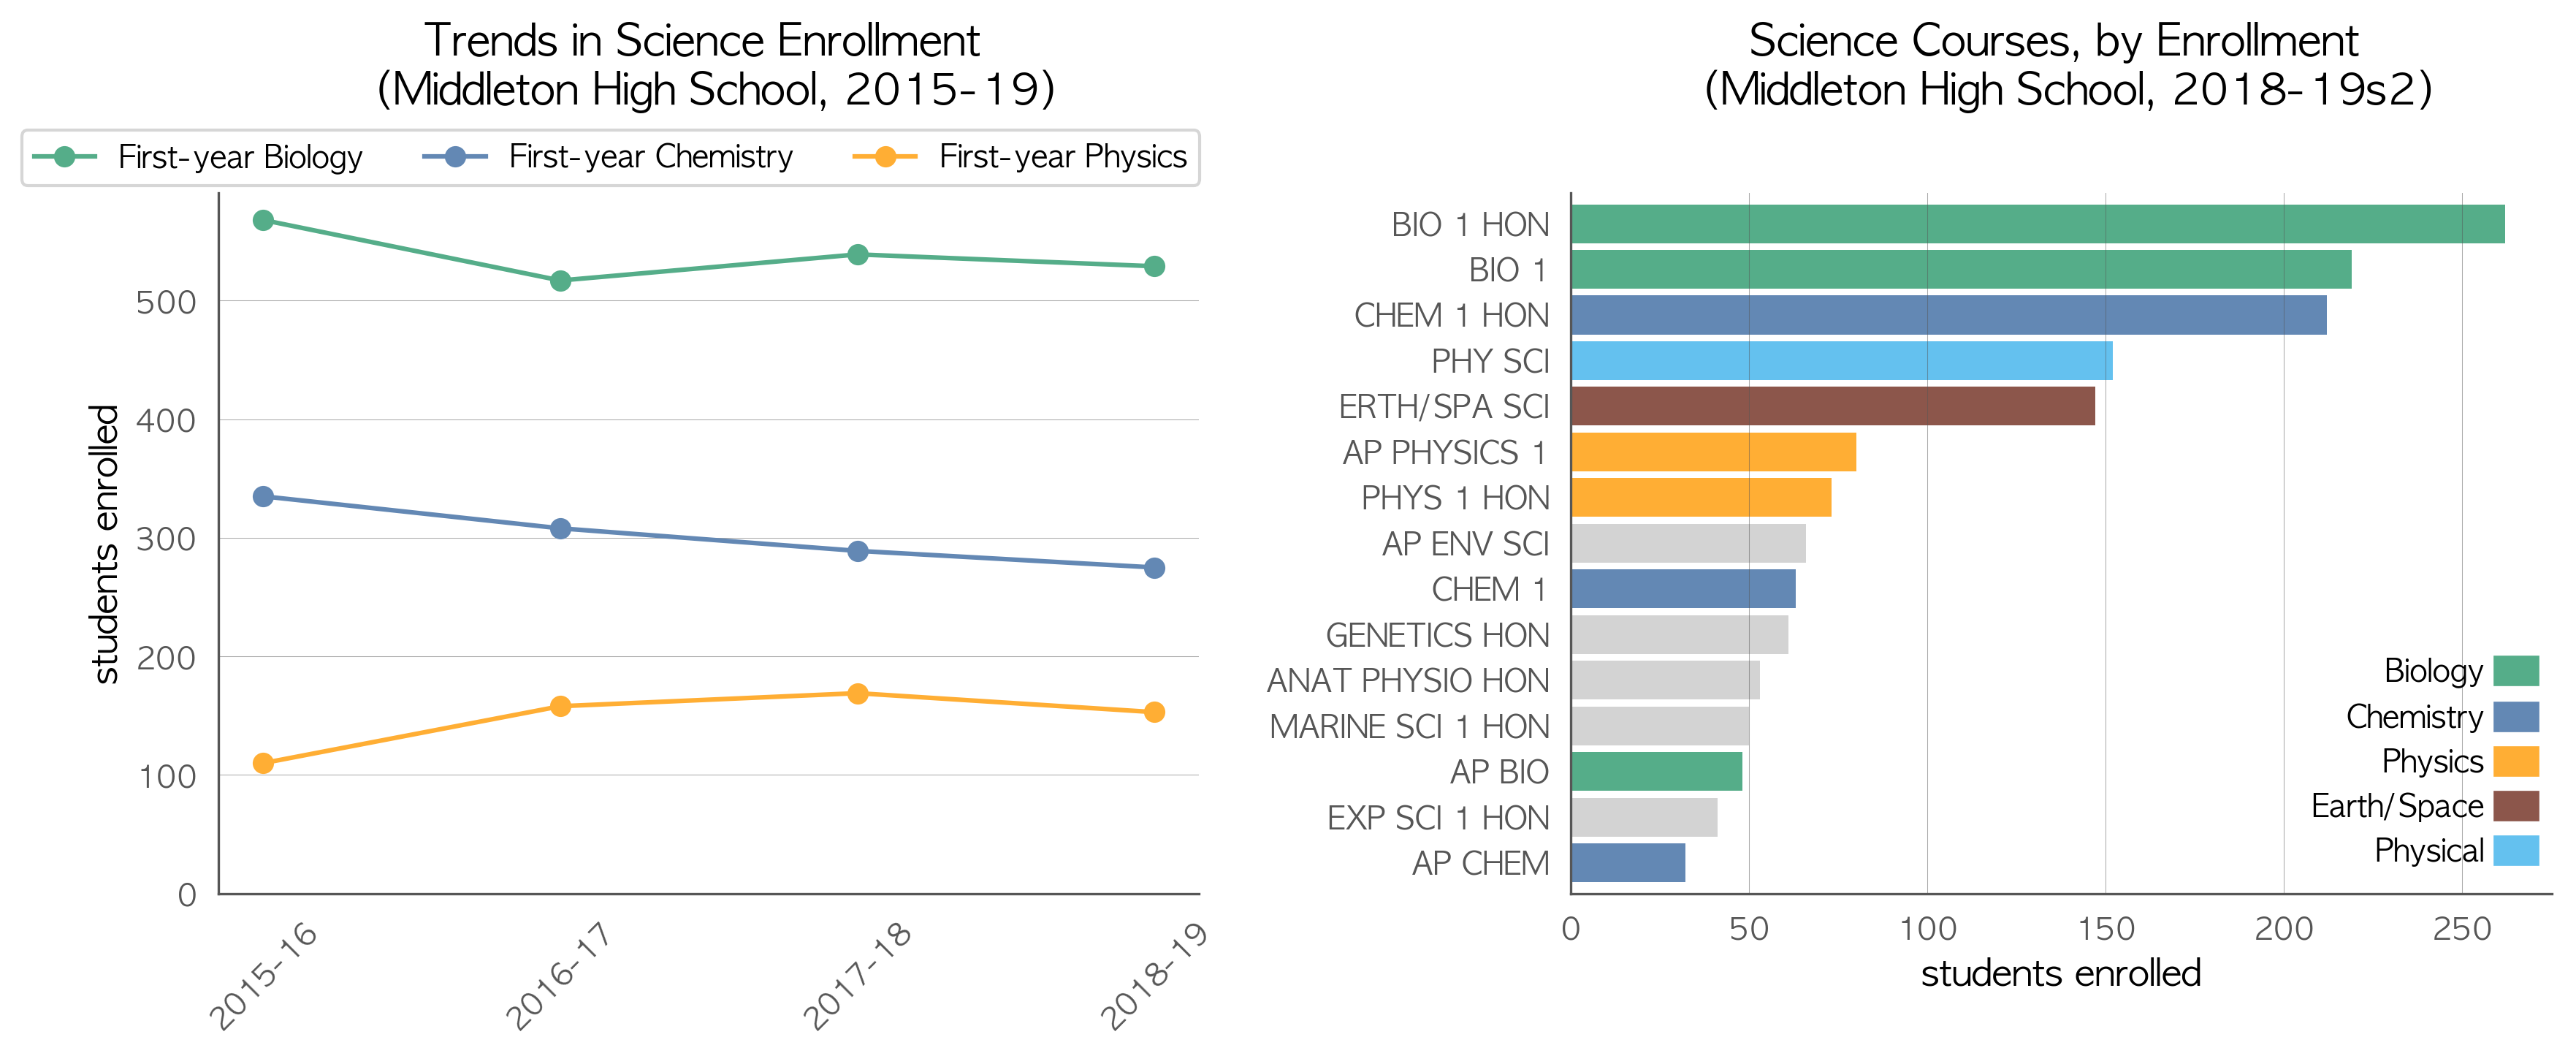 Trends in Science Enrollment
(Middleton High School, 2015-19)
First-year Biology
First-year Chemistry
First-year Physics
students enrolled
500
400
300
200
100
0
2015-16
2016-17
2017-18
2018-19
Science Courses, by Enrollment
(Middleton High School, 2018-19s2)
BIO 1 HON
BIO 1
CHEM 1 HON
PHY SCI
ERTH/SPA SCI
AP PHYSICS 1
PHYS 1 HON
AP ENV SCI
CHEM 1
GENETICS HON
ANAT PHYSIO HON
MARINE SCI 1 HON
AP BIO
EXP SCI 1 HON
AP CHEM
Biology
Chemistry
Physics
Earth/Space
Physical
0
50
100
150
200
250
students enrolled